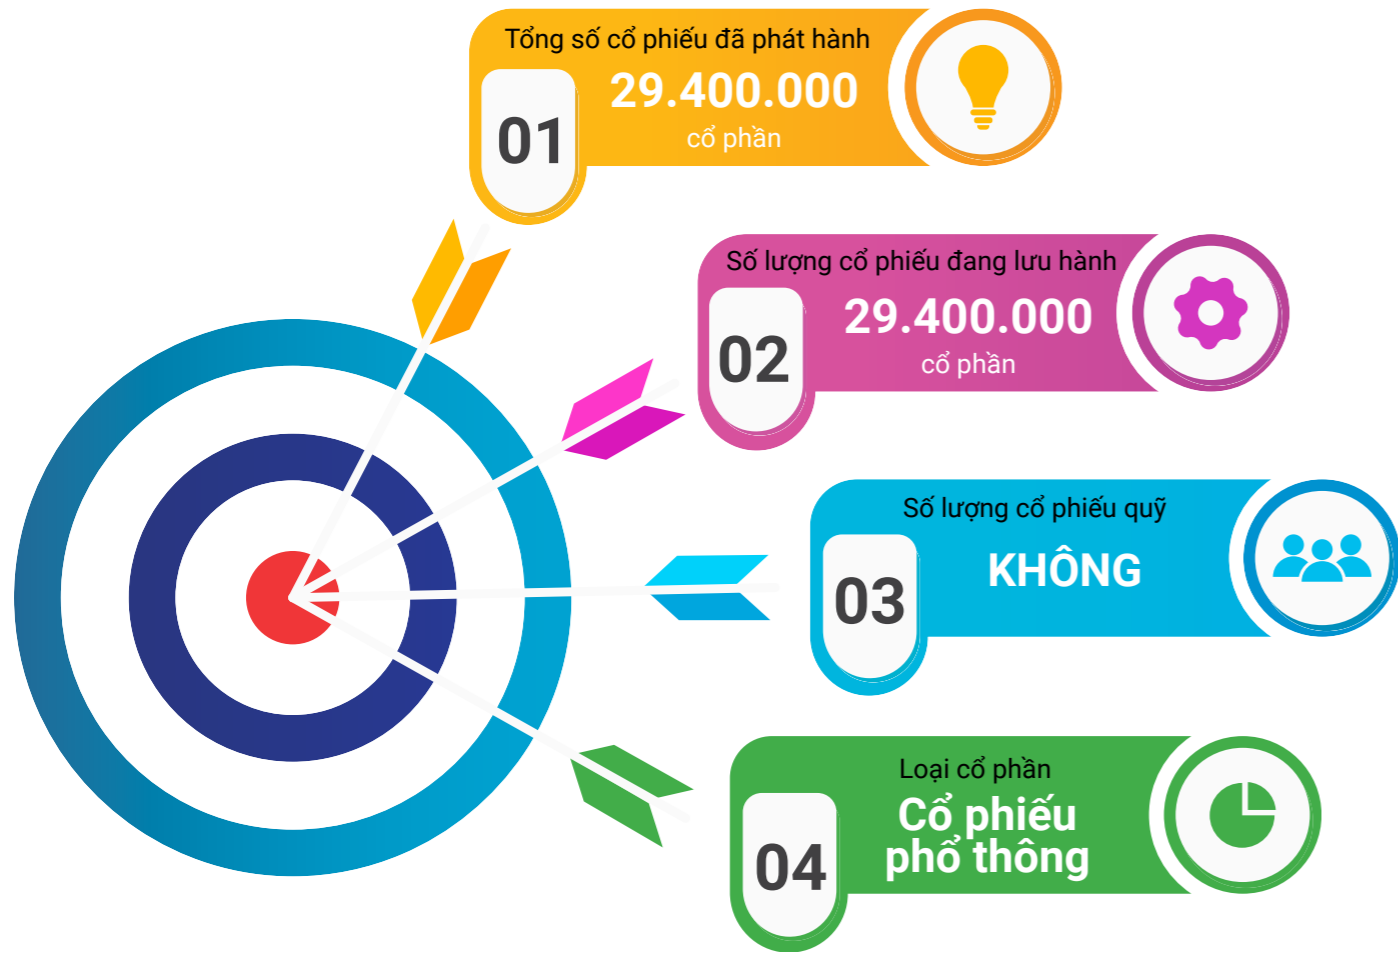 Tổng số cổ phiếu đã phát hành
29.400.000
cổ phần
01
Số lượng cổ phiếu đang lưu hành
29.400.000
cổ phần
02
Số lượng cổ phiếu quỹ
KHÔNG
03
Loại cổ phần
Cổ phiếu
phổ thông
04